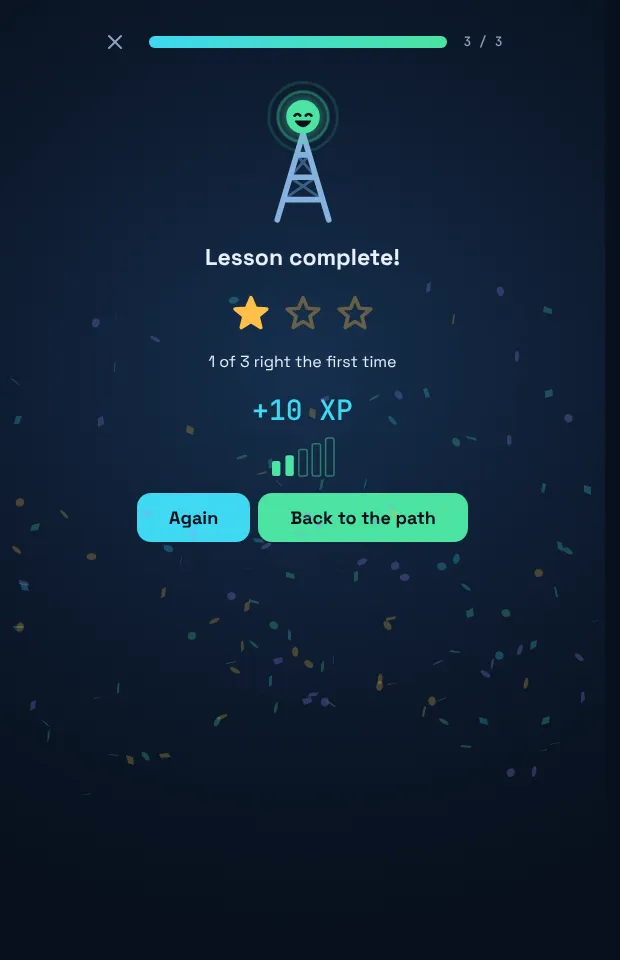 3 / 3
Lesson complete!
1 of 3 right the first time
+10 XP
Again
Back to the path